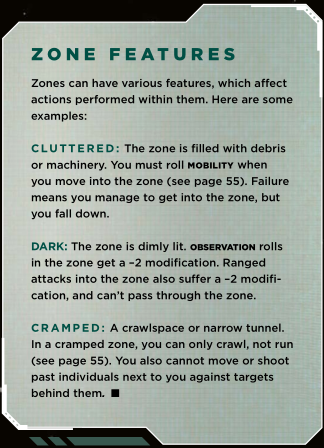 ZONE FEATURES
Zones can have various features, which affect
actions performed within them. Here are some
examples:
CLUTTERED: The zone is filled with debris
or machinery. You must roll MOBILITY when
you move into the zone (see page 55). Failure
means you manage to get into the zone, but
you fall down.
DARK: The zone is dimly lit. OBSERVATION rolls
in the zone get a –2 modification. Ranged
attacks into the zone also suffer a –2 modifi-
cation, and can’t pass through the zone.
CRAMPED: A crawlspace or narrow tunnel.
In a cramped zone, you can only crawl, not run
(see page 55). You also cannot move or shoot
past individuals next to you against targets
behind them. ■